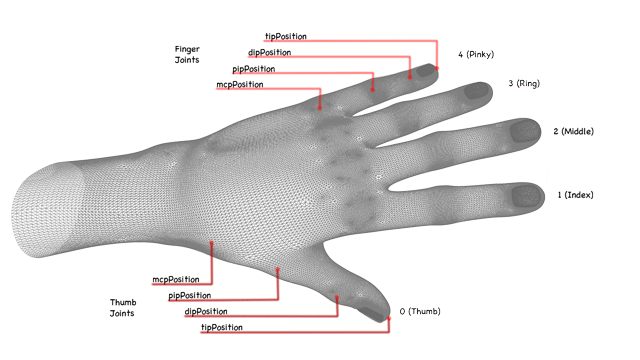 tipPosition
Finger
Joints
dipPosition
pipPosition
mcpPosition
4 (Pinky)
3 (Ring)
2 (Middle)
1 (Index)
mcpPosition
pipPosition
Thumb
Joints
dipPosition
tipPosition
0 (Thumb)